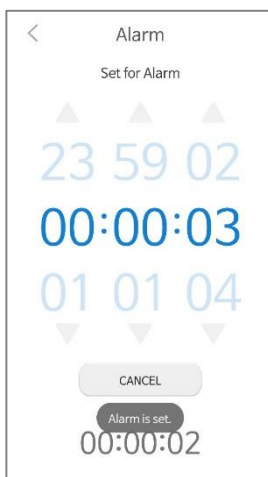 Alarm
Set for Alarm
23 59 02
00:00:03
01 01 04
CANCEL
Alarm is set.
00:00:02